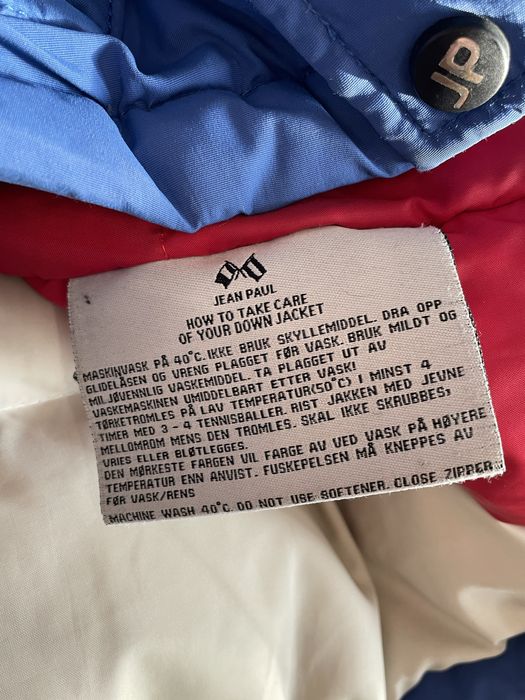 JP
JEAN PAUL
HOW TO TAKE CARE
OF YOUR DOWN JACKET
MASKINVASK PÅ 40°C. IKKE BRUK SKYLLEMIDDEL. DRA OPP
GLIDELÅSEN OG VRENG PLAGGET FØR VASK. BRUK MILDT OG
MILJØVENNLIG VASKEMIDDEL. TA PLAGGET UT AV
VASKEMASKINEN UMIDDELBART ETTER VASK!
TØRKETROMLES PÅ LAV TEMPERATUR(50°C) I MINST 4
TIMER MED 3 - 4 TENNISBALLER. RIST JAKKEN MED JEVNE
MELLOMROM MENS DEN TROMLES. SKAL IKKE SKRUBBES,
VRIES ELLER BLØTLEGGES.
DEN MØRKESTE FARGEN VIL FARGE AV VED VASK PÅ HØYERE
TEMPERATUR ENN ANVIST. FUSKEPELSEN MÅ KNEPPES AV
FØR VASK/RENS
MACHINE WASH 40°C. DO NOT USE SOFTENER. CLOSE ZIPPER